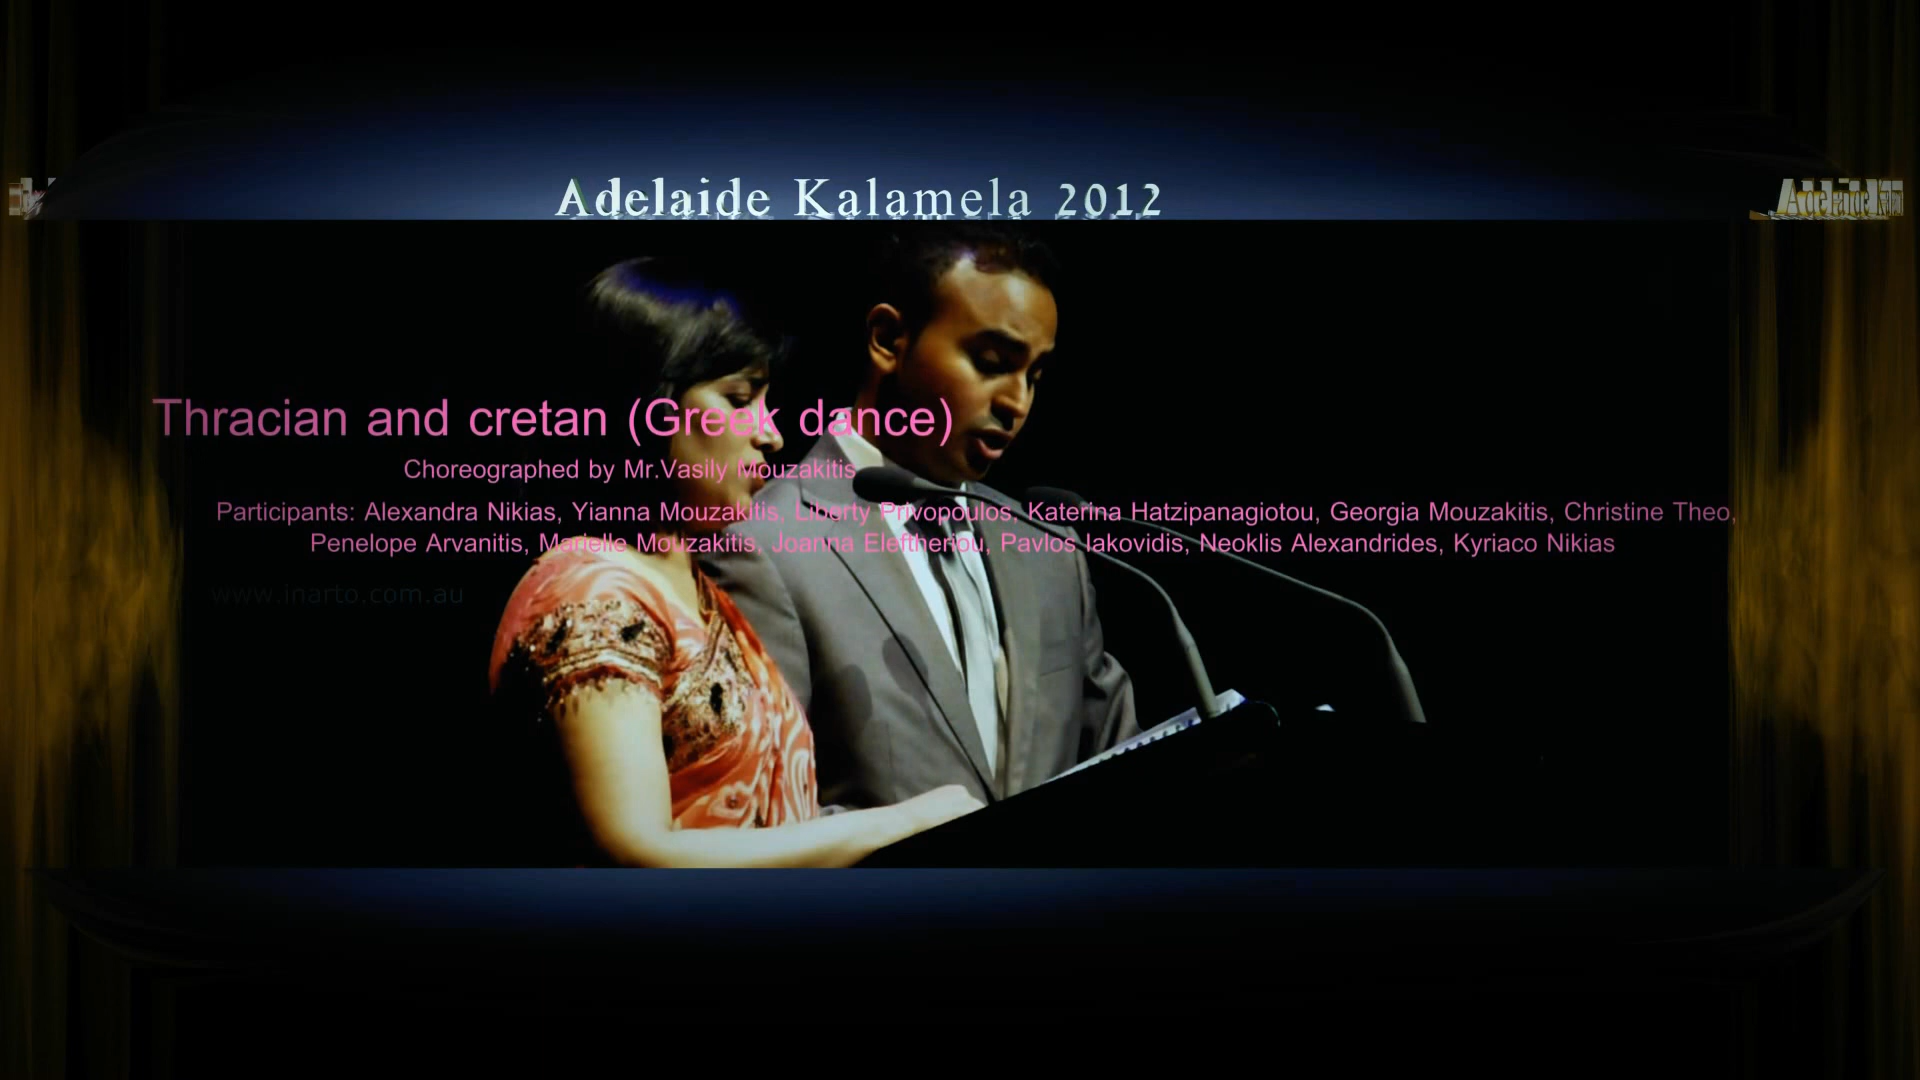 Adelaide Kalamela 2012
Thracian and cretan (Greek dance)
Choreographed by Mr.Vasily Mouzakitis
Participants: Alexandra Nikias, Yianna Mouzakitis, Liberty Privopoulos, Katerina Hatzipanagiotou, Georgia Mouzakitis, Christine Theo,
Penelope Arvanitis, Marielle Mouzakitis, Joanna Eleftheriou, Pavlos Iakovidis, Neoklis Alexandrides, Kyriaco Nikias
www.inarto.com.au